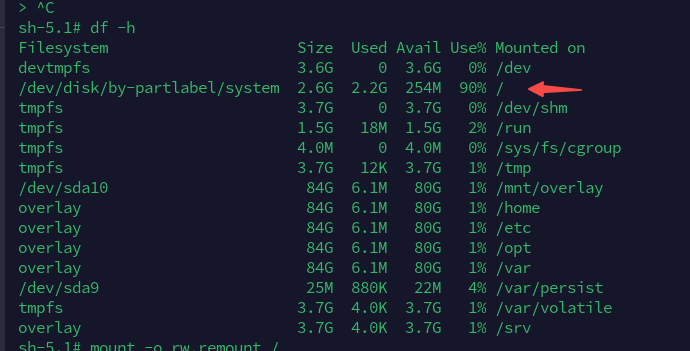 > ^C
sh-5.1# df -h
Filesystem                     Size  Used Avail Use% Mounted on
devtmpfs                       3.6G     0  3.6G   0% /dev
/dev/disk/by-partlabel/system  2.6G  2.2G  254M  90% /
tmpfs                          3.7G     0  3.7G   0% /dev/shm
tmpfs                          1.5G   18M  1.5G   2% /run
tmpfs                          4.0M     0  4.0M   0% /sys/fs/cgroup
tmpfs                          3.7G   12K  3.7G   1% /tmp
/dev/sda10                      84G  6.1M   80G   1% /mnt/overlay
overlay                         84G  6.1M   80G   1% /home
overlay                         84G  6.1M   80G   1% /etc
overlay                         84G  6.1M   80G   1% /opt
overlay                         84G  6.1M   80G   1% /var
/dev/sda9                       25M  880K   22M   4% /var/persist
tmpfs                          3.7G  4.0K  3.7G   1% /var/volatile
overlay                        3.7G  4.0K  3.7G   1% /srv
sh-5.1# mount -o rw,remount /